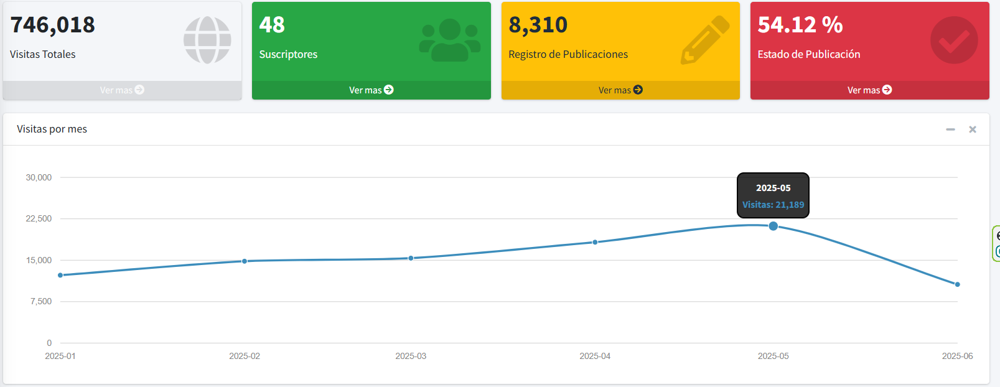 746,018
Visitas Totales
Ver mas
48
Suscriptores
Ver mas
8,310
Registro de Publicaciones
Ver mas
54.12 %
Estado de Publicación
Ver mas
Visitas por mes
30,000
22,500
15,000
7,500
0
2025-05
Visitas: 21,189
2025-01 2025-02 2025-03 2025-04 2025-05 2025-06